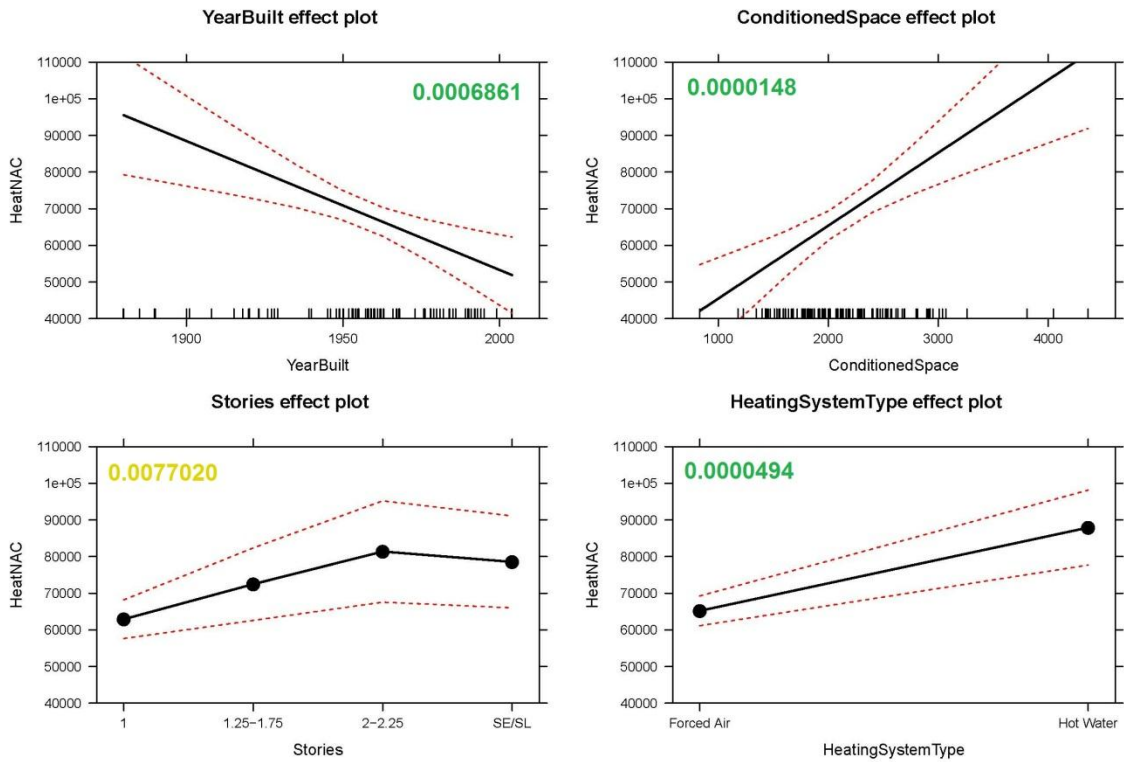 YearBuilt effect plot
110000
1e+05
90000
80000
70000
60000
50000
40000
HeatNAC
0.0006861
1900 1950 2000
YearBuilt
ConditionedSpace effect plot
110000
1e+05
90000
80000
70000
60000
50000
40000
HeatNAC
0.0000148
1000 2000 3000 4000
ConditionedSpace
Stories effect plot
110000
1e+05
90000
80000
70000
60000
50000
40000
HeatNAC
0.0077020
1 1.25−1.75 2−2.25 SE/SL
Stories
HeatingSystemType effect plot
110000
1e+05
90000
80000
70000
60000
50000
40000
HeatNAC
0.0000494
Forced Air Hot Water
HeatingSystemType